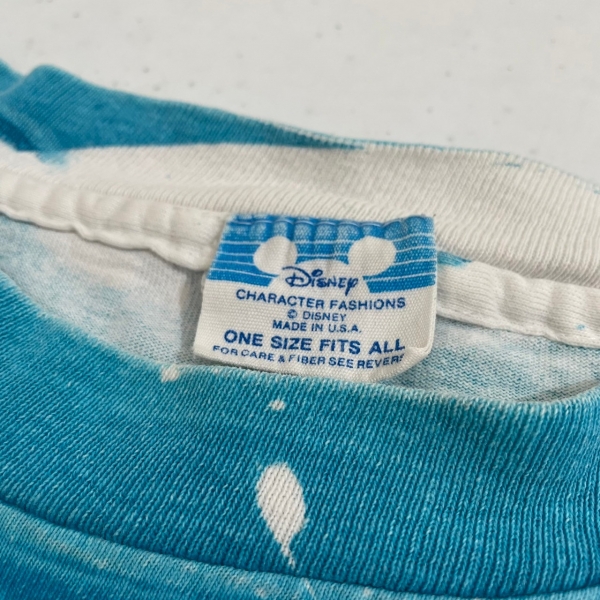 Disney
CHARACTER FASHIONS
© DISNEY
MADE IN U.S.A.
ONE SIZE FITS ALL
FOR CARE & FIBER SEE REVERS